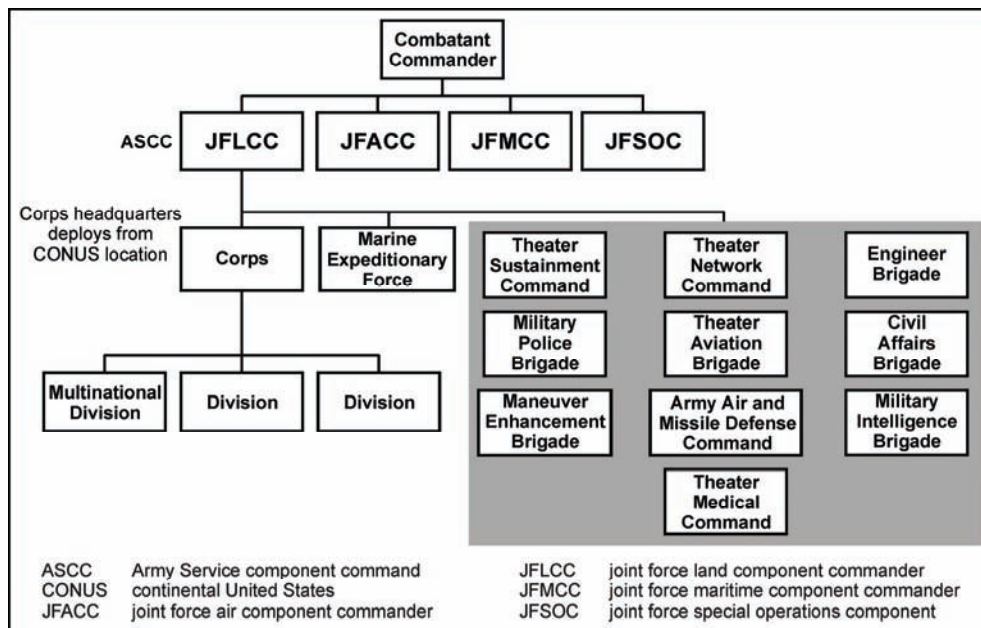 Combatant
Commander
ASCC
JFLCC
JFACC
JFMCC
JFSOC
Corps headquarters
deploys from
CONUS location
Corps
Marine
Expeditionary
Force
Theater
Sustainment
Command
Theater
Network
Command
Engineer
Brigade
Military
Police
Brigade
Theater
Aviation
Brigade
Civil
Affairs
Brigade
Multinational
Division
Division
Division
Maneuver
Enhancement
Brigade
Army Air and
Missile Defense
Command
Military
Intelligence
Brigade
Theater
Medical
Command
ASCC Army Service component command
CONUS continental United States
JFACC joint force air component commander
JFLCC joint force land component commander
JFMCC joint force maritime component commander
JFSOC joint force special operations component